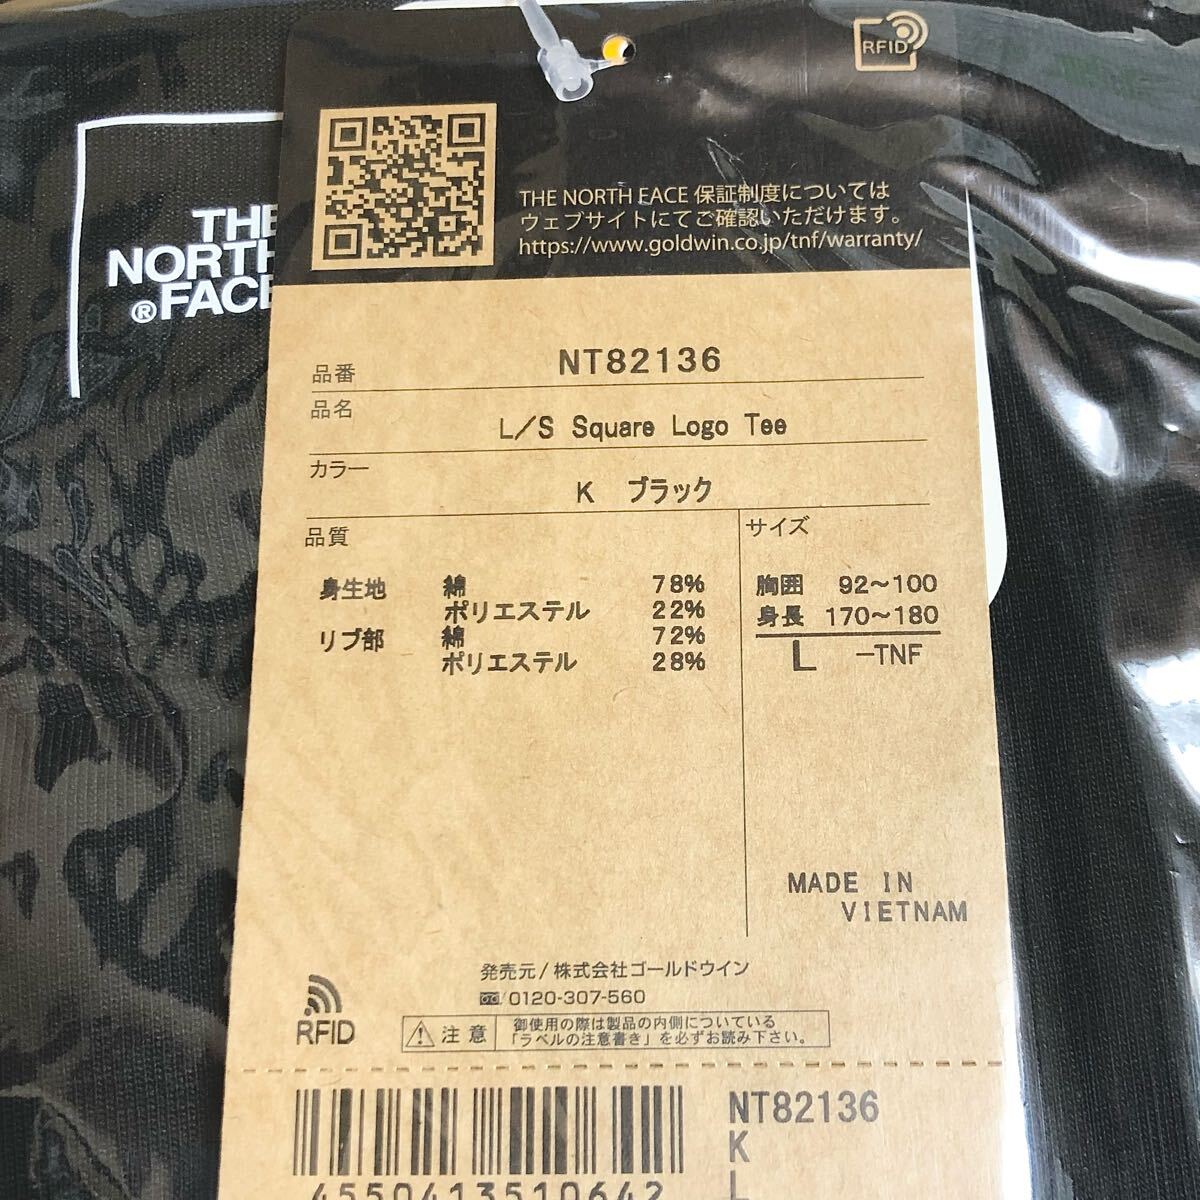 RFID
THE NORTH FACE 保証制度については
ウェブサイトにてご確認いただけます。
https://www.goldwin.co.jp/tnf/warranty/
THE
NORTH
®FACE
品番 NT82136
品名
L/S Square Logo Tee
カラー
K ブラック
品質
身生地 綿 78%
ポリエステル 22%
リブ部 綿 72%
ポリエステル 28%
サイズ
胸囲 92~100
身長 170~180
L -TNF
MADE IN
VIETNAM
発売元/株式会社ゴールドウイン
0120-307-560
RFID
注意
御使用の際は製品の内側についている
「ラベルの注意書き」を必ずお読み下さい。
4550413510642
NT82136
K
L